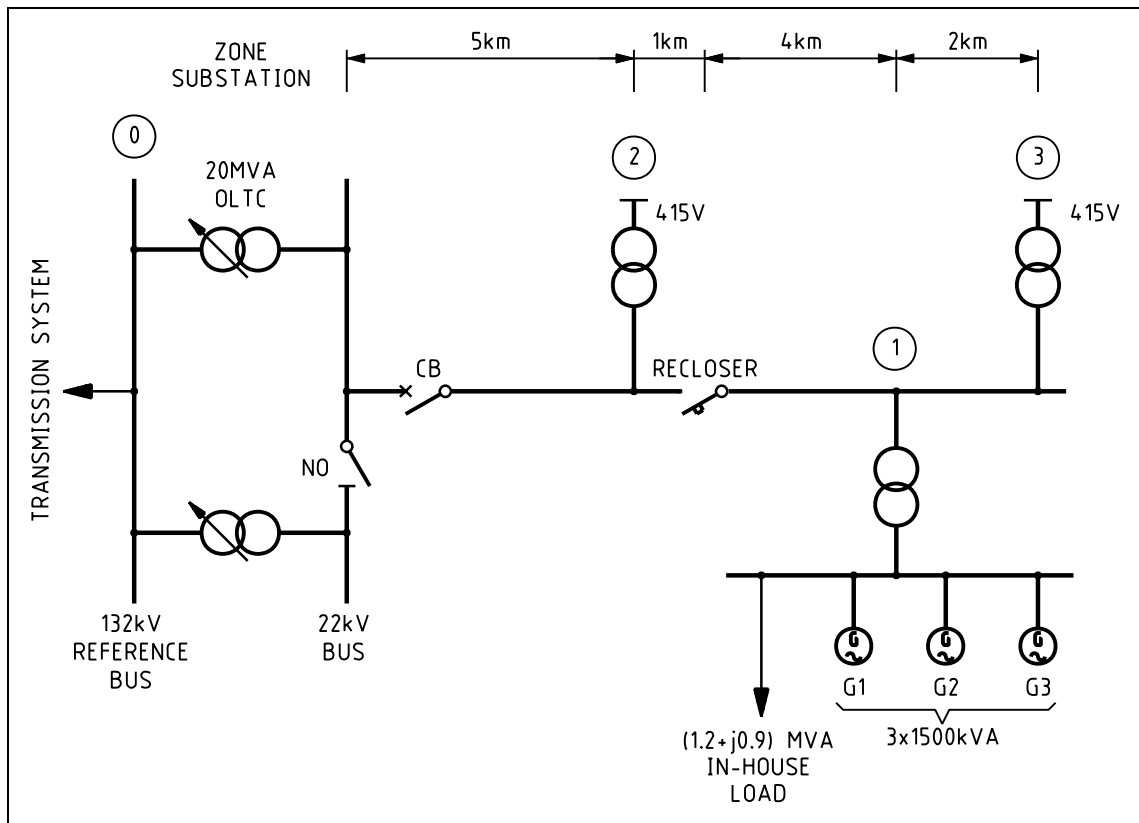 ZONE
SUBSTATION
5km
1km
4km
2km
0
20MVA
OLTC
2
415V
3
415V
TRANSMISSION SYSTEM
CB
RECLOSER
1
NO
132kV
REFERENCE
BUS
22kV
BUS
G
G
G
G1
G2
G3
3x1500kVA
(1.2+j0.9) MVA
IN-HOUSE
LOAD